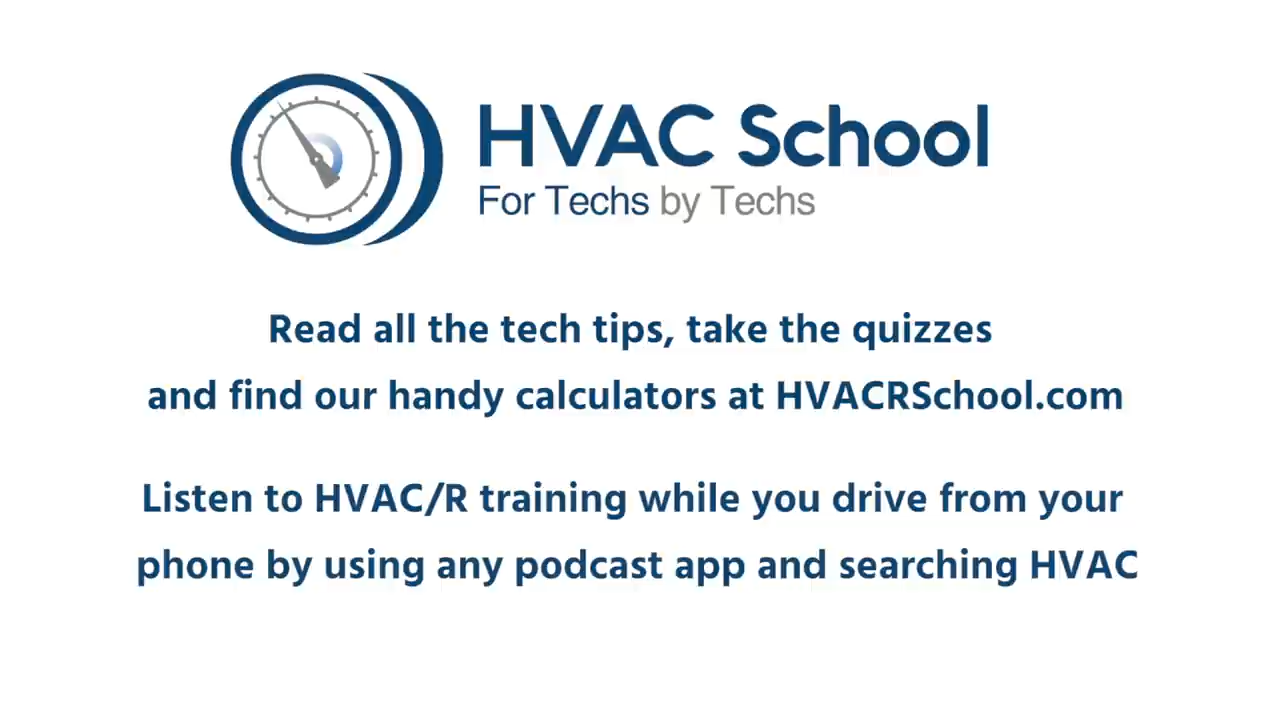 HVAC School
For Techs by Techs
Read all the tech tips, take the quizzes
and find our handy calculators at HVACRSchool.com
Listen to HVAC/R training while you drive from your
phone by using any podcast app and searching HVAC